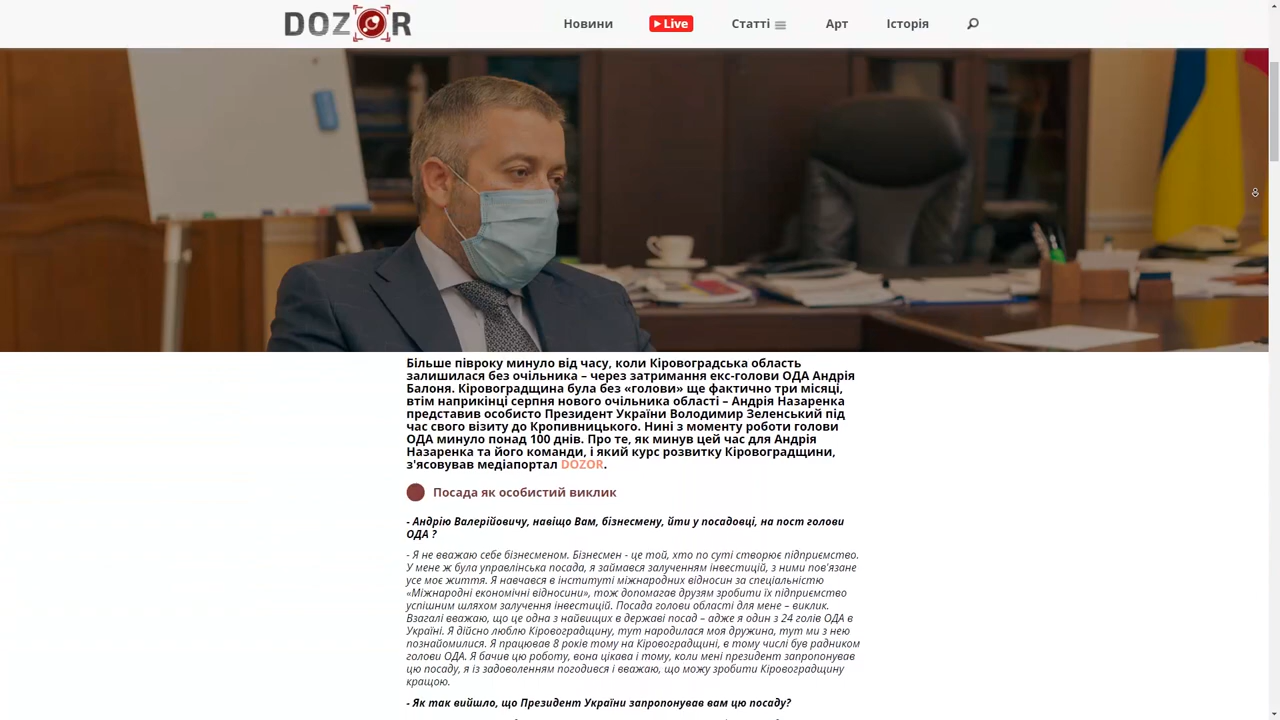 DOZOR
Новини
Live
Статті
Арт
Історія
Більше півроку минуло від часу, коли Кіровоградська область
залишилася без очільника – через затримання екс-голови ОДА Андрія
Балоня. Кіровоградщина була без «голови» ще фактично три місяці,
втім наприкінці серпня нового очільника області – Андрія Назаренка
представив особисто Президент України Володимир Зеленський під
час свого візиту до Кропивницького. Нині з моменту роботи голови
ОДА минуло понад 100 днів. Про те, як минув цей час для Андрія
Назаренка та його команди, і який курс розвитку Кіровоградщини,
з'ясовував медіапортал DOZOR.
Посада як особистий виклик
- Андрію Валерійовичу, навіщо Вам, бізнесмену, йти у посадовці, на пост голови
ОДА ?
- Я не вважаю себе бізнесменом. Бізнесмен - це той, хто по суті створює підприємство.
У мене ж була управлінська посада, я займався залученням інвестицій, з ними пов'язане
усе моє життя. Я навчався в інституті міжнародних відносин за спеціальністю
«Міжнародні економічні відносини», тож допомагав друзям зробити їх підприємство
успішним шляхом залучення інвестицій. Посада голови області для мене – виклик.
Взагалі вважаю, що це одна з найвищих в державі посад – адже я один з 24 голів ОДА в
Україні. Я дійсно люблю Кіровоградщину, тут народилася моя дружина, тут ми з нею
познайомилися. Я працював 8 років тому на Кіровоградщині, в тому числі був радником
голови ОДА. Я бачив цю роботу, вона цікава і тому, коли мені президент запропонував
цю посаду, я із задоволенням погодився і вважаю, що можу зробити Кіровоградщину
кращою.
- Як так вийшло, що Президент України запропонував вам цю посаду?